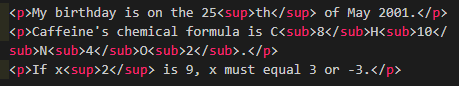 <p>My birthday is on the 25<sup>th</sup> of May 2001.</p>
<p>Caffeine's chemical formula is C<sub>8</sub>H<sub>10</
sub>N<sub>4</sub>O<sub>2</sub>.</p>
<p>If x<sup>2</sup> is 9, x must equal 3 or -3.</p>